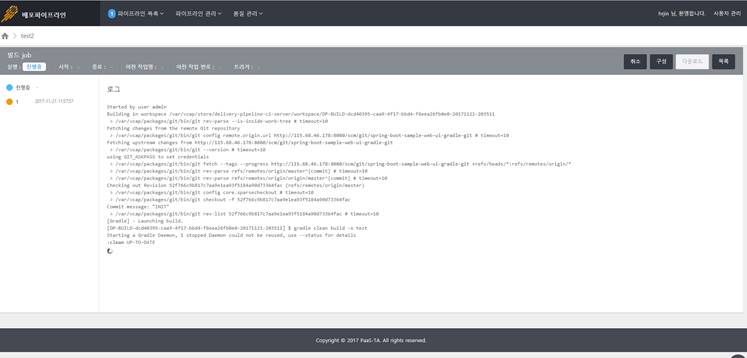 배포파이프라인
1 파이프라인 목록
파이프라인 관리
품질 관리
hijin 님, 환영합니다.
사용자 관리
test2
빌드 job
상태 : 진행중
시작 : -
종료 : -
이전 작업명 : -
이전 작업 번호 : -
트리거 : -
취소
구성
다운로드
목록
진행중 -
1 2017-11-21 11:57:57
로그
Started by user admin
Building in workspace /var/vcap/store/delivery-pipeline-ci-server/workspace/DP-BUILD-dcd40395-caa9-4f17-bbd4-f6eea26fb0e0-20171121-203511
> /var/vcap/packages/git/bin/git rev-parse --is-inside-work-tree # timeout=10
Fetching changes from the remote Git repository
> /var/vcap/packages/git/bin/git config remote.origin.url http://115.68.46.178:8080/scm/git/spring-boot-sample-web-ui-gradle-git # timeout=10
Fetching upstream changes from http://115.68.46.178:8080/scm/git/spring-boot-sample-web-ui-gradle-git
> /var/vcap/packages/git/bin/git --version # timeout=10
using GIT_ASKPASS to set credentials
> /var/vcap/packages/git/bin/git fetch --tags --progress http://115.68.46.178:8080/scm/git/spring-boot-sample-web-ui-gradle-git +refs/heads/*:refs/remotes/origin/*
> /var/vcap/packages/git/bin/git rev-parse refs/remotes/origin/master^{commit} # timeout=10
> /var/vcap/packages/git/bin/git rev-parse refs/remotes/origin/origin/master^{commit} # timeout=10
Checking out Revision 52f766c5b817c7aa9e1ea93f5184a90d73364fac (refs/remotes/origin/master)
> /var/vcap/packages/git/bin/git config core.sparsecheckout # timeout=10
> /var/vcap/packages/git/bin/git checkout -f 52f766c5b817c7aa9e1ea93f5184a90d73364fac
Commit message: "INIT"
> /var/vcap/packages/git/bin/git rev-list 52f766c5b817c7aa9e1ea93f5184a90d73364fac # timeout=10
[Gradle] - Launching build.
[DP-BUILD-dcd40395-caa9-4f17-bbd4-f6eea26fb0e0-20171121-203511] $ gradle clean build -x test
Starting a Gradle Daemon, 1 stopped Daemon could not be reused, use --status for details
:clean UP-TO-DATE
Copyright © 2017 PaaS-TA. All rights reserved.